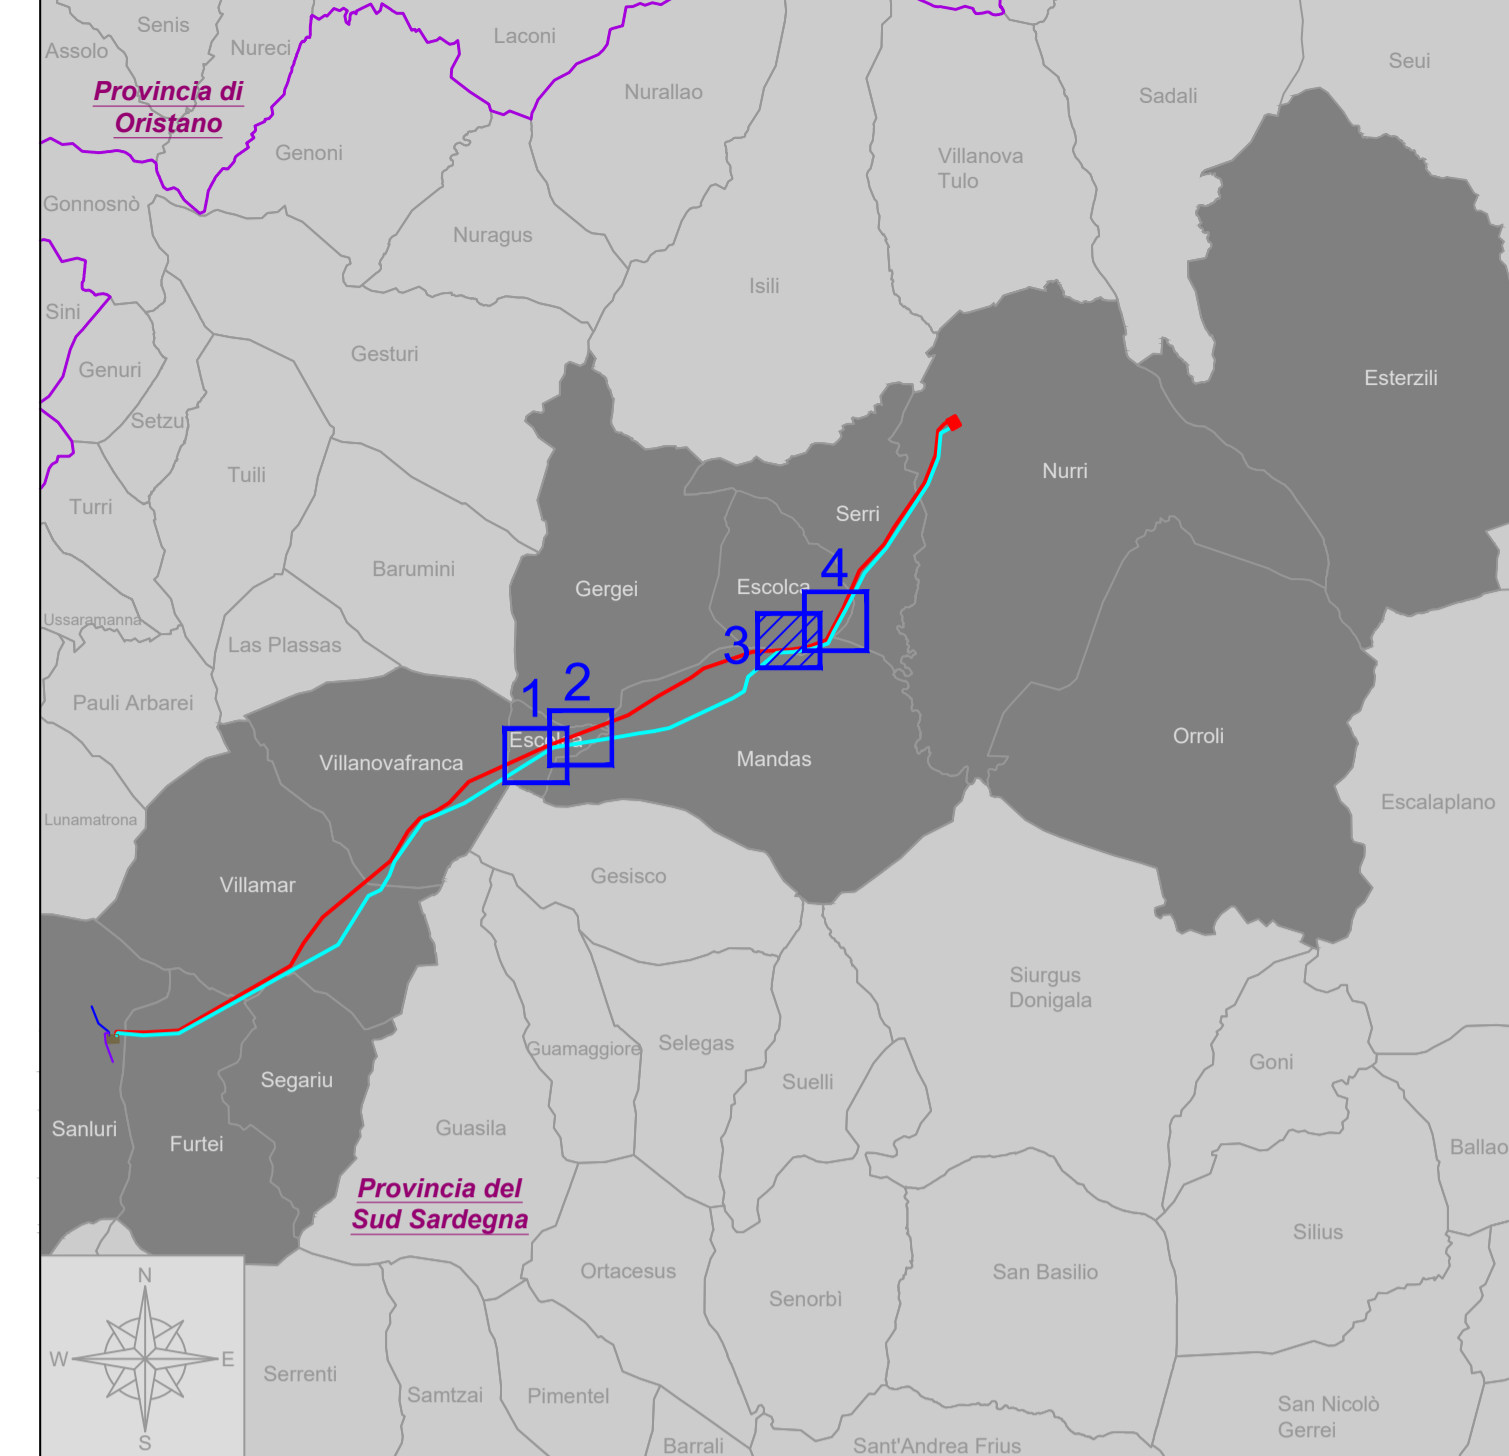 Senis
Assolo
Nureci
Laconi
Seui
Provincia di
Oristano
Nurallao
Sadali
Genoni
Villanova
Tulo
Gonnosnò
Nuragus
Isili
Sini
Gesturi
Genuri
Esterzili
Setzu
Tuili
Nurri
Turri
Serri
Barumini
4
Gergei
Escolca
Ussaramanna
Las Plassas
3
Pauli Arbarei
1
2
Escolca
Orroli
Villanovafranca
Mandas
Escalaplano
Lunamatrona
Gesisco
Villamar
Siurgus
Donigala
Guamaggiore
Selegas
Goni
Segariu
Suelli
Sanluri
Guasila
Furtei
Ballao
Provincia del
Sud Sardegna
Silius
Ortacesus
San Basilio
N
Senorbì
W
E
Serrenti
Samtzai
Pimentel
San Nicolò
Gerrei
S
Barrali
Sant'Andrea Frius